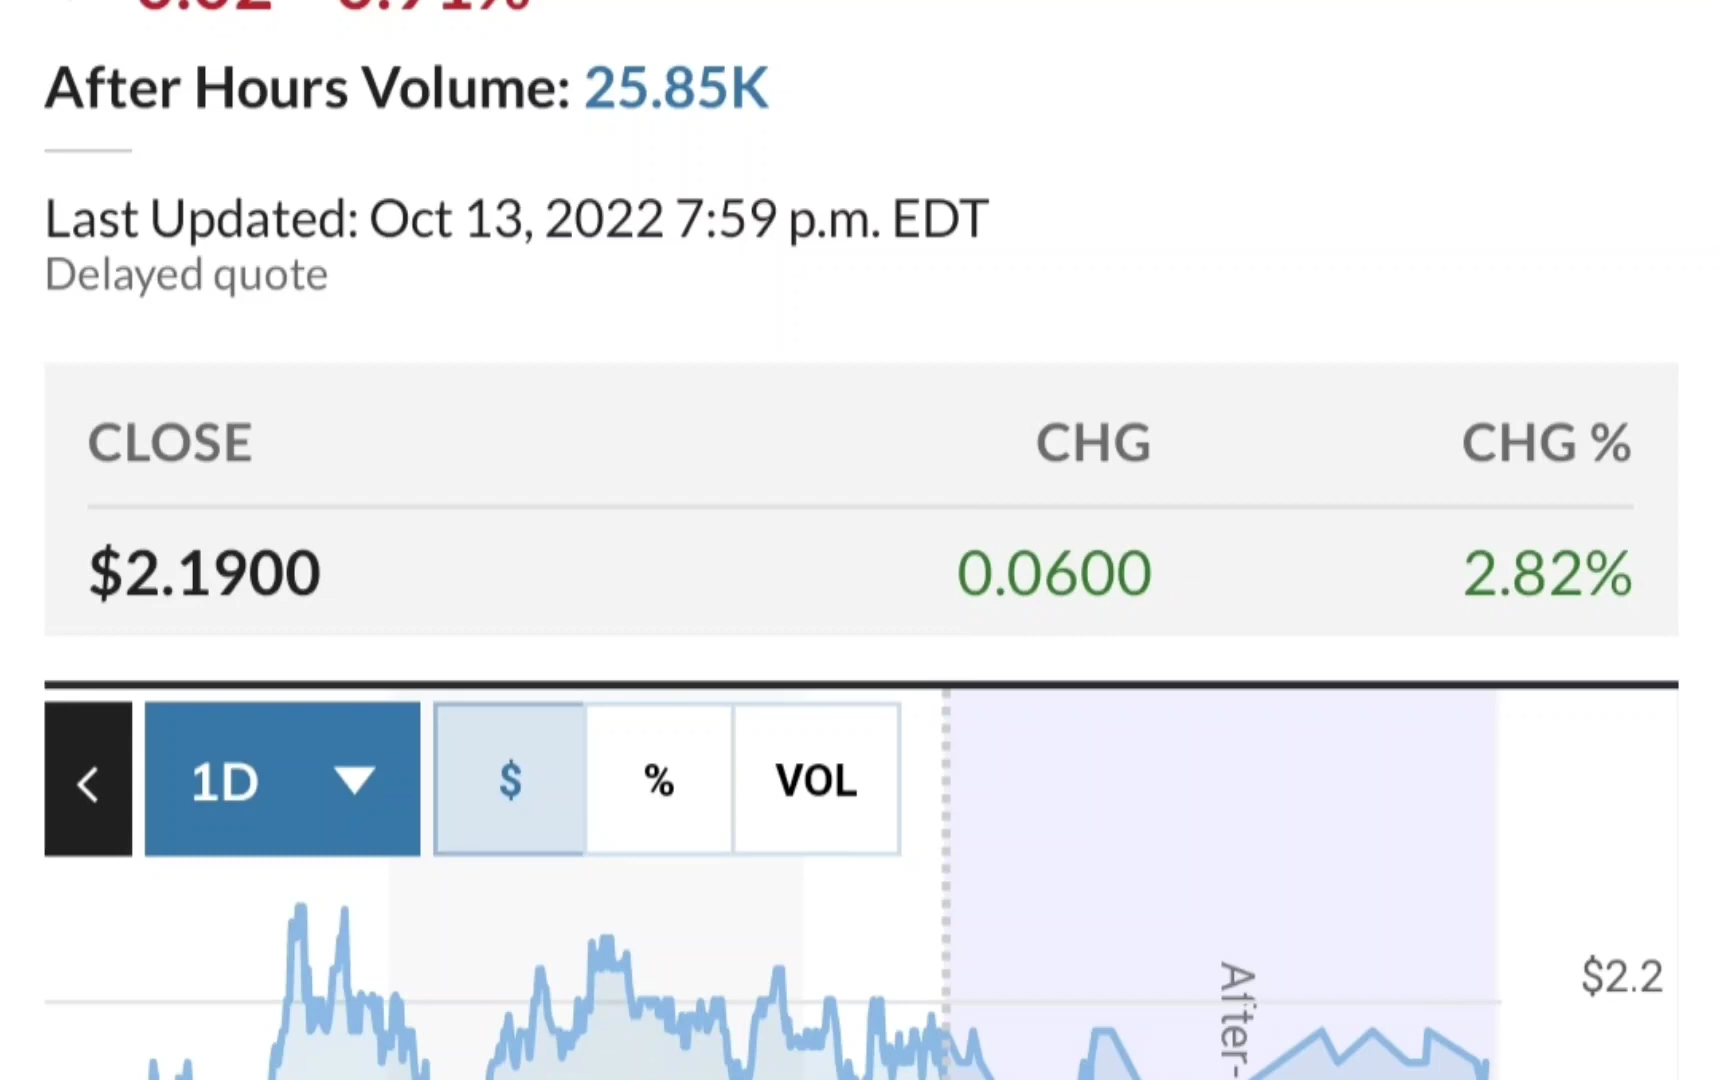 After Hours Volume: 25.85K
Last Updated: Oct 13, 2022 7:59 p.m. EDT
Delayed quote
CLOSE CHG CHG %
$2.1900 0.0600 2.82%
1D $ % VOL
After-
$2.2